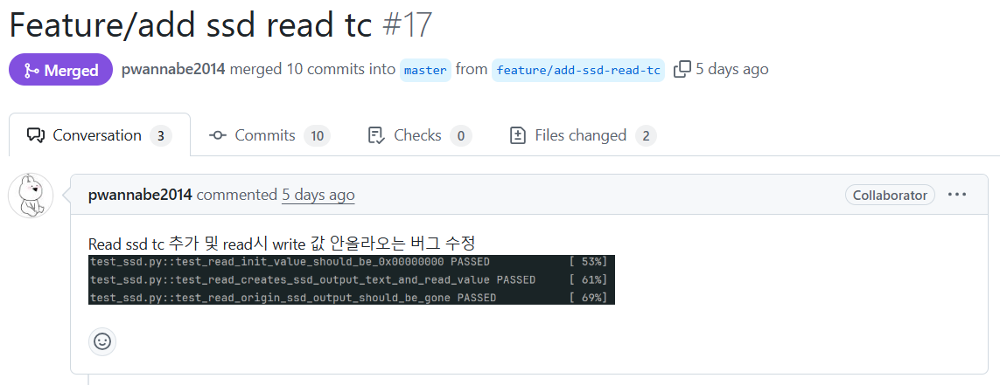 Feature/add ssd read tc #17
Merged pwannabe2014 merged 10 commits into master from feature/add-ssd-read-tc 5 days ago
Conversation 3 Commits 10 Checks 0 Files changed 2
pwannabe2014 commented 5 days ago Collaborator ...
Read ssd tc 추가 및 read시 write 값 안올라오는 버그 수정
test_ssd.py::test_read_init_value_should_be_0x00000000 PASSED [ 53%]
test_ssd.py::test_read_creates_ssd_output_text_and_read_value PASSED [ 61%]
test_ssd.py::test_read_origin_ssd_output_should_be_gone PASSED [ 69%]